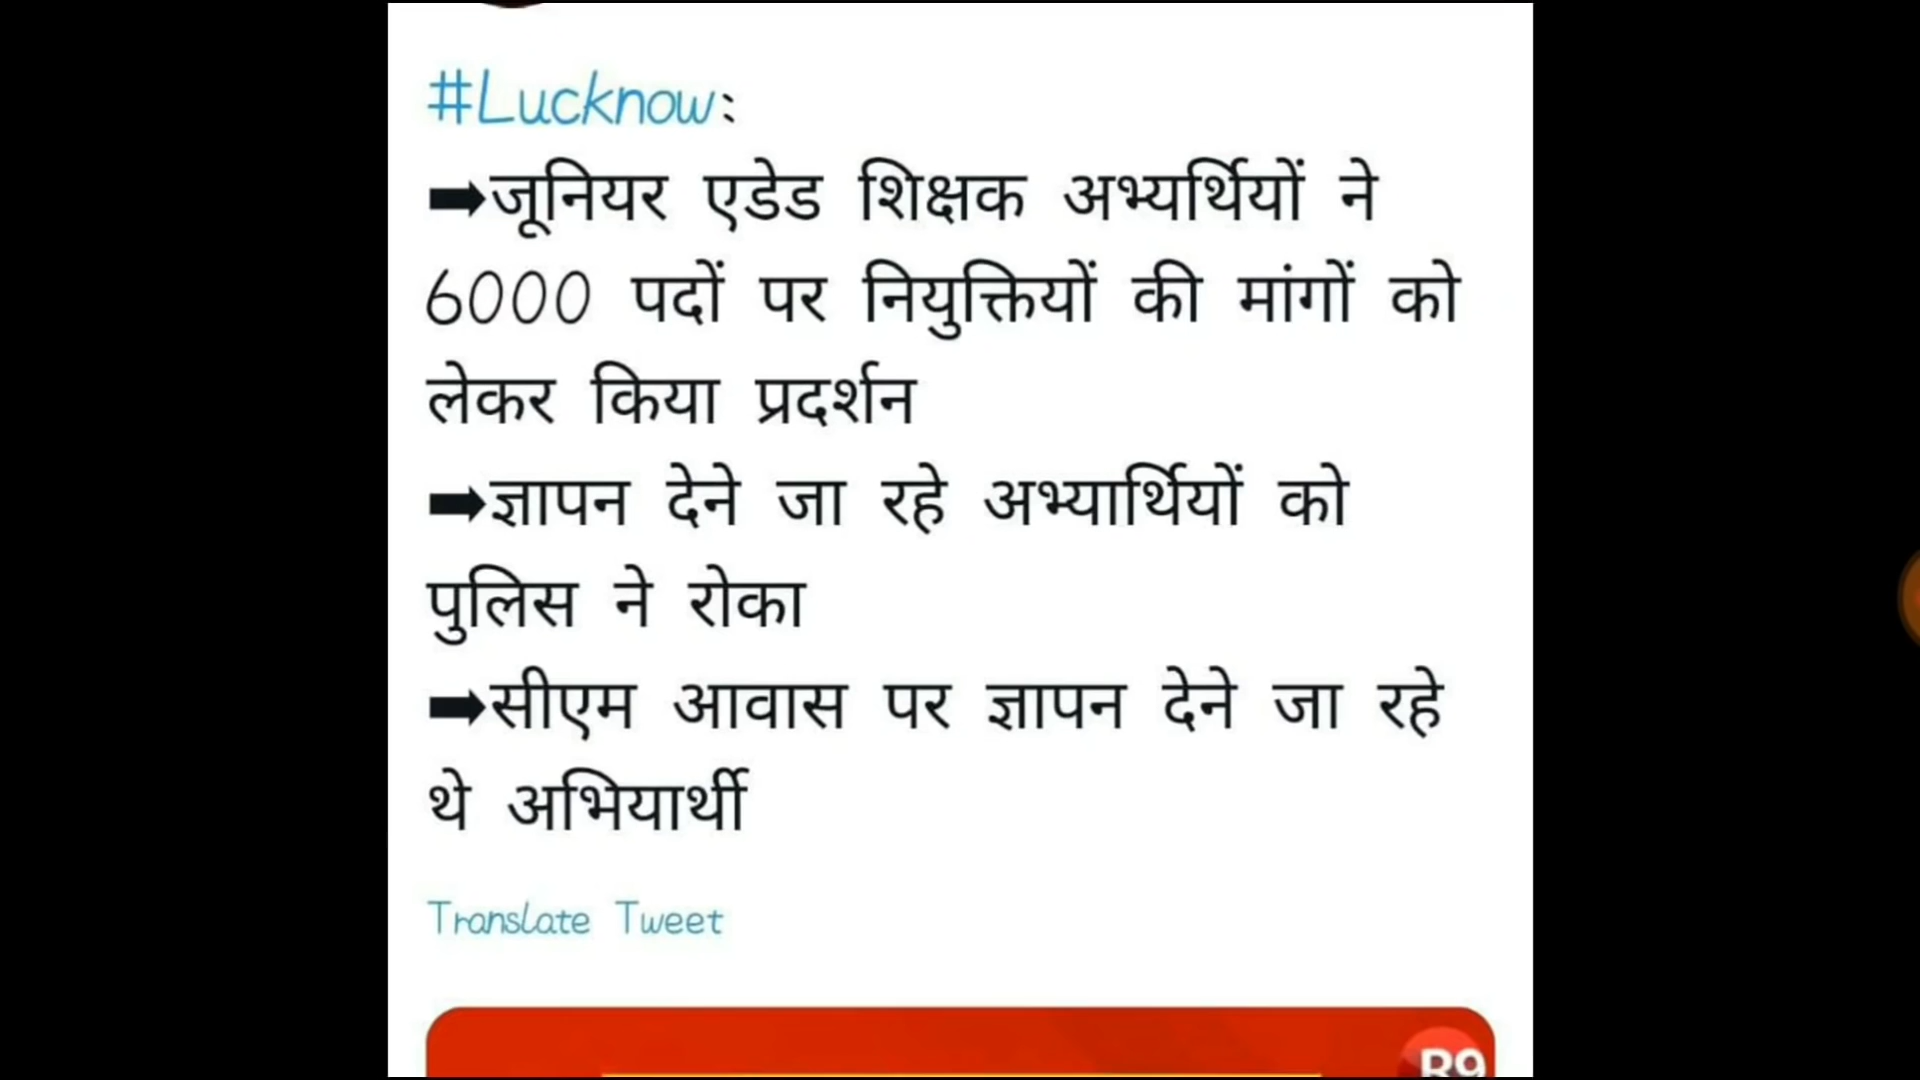 #Lucknow:
➡जूनियर एडेड शिक्षक अभ्यर्थियों ने
6000 पदों पर नियुक्तियों की मांगों को
लेकर किया प्रदर्शन
➡ज्ञापन देने जा रहे अभ्यार्थियों को
पुलिस ने रोका
➡सीएम आवास पर ज्ञापन देने जा रहे
थे अभियार्थी
Translate Tweet
R9